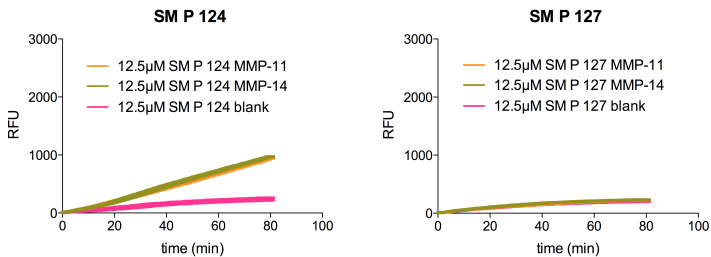 SM P 124
3000
2000
1000
0
RFU
12.5µM SM P 124 MMP-11
12.5µM SM P 124 MMP-14
12.5µM SM P 124 blank
0 20 40 60 80 100
time (min)
SM P 127
3000
2000
1000
0
RFU
12.5µM SM P 127 MMP-11
12.5µM SM P 127 MMP-14
12.5µM SM P 127 blank
0 20 40 60 80 100
time (min)